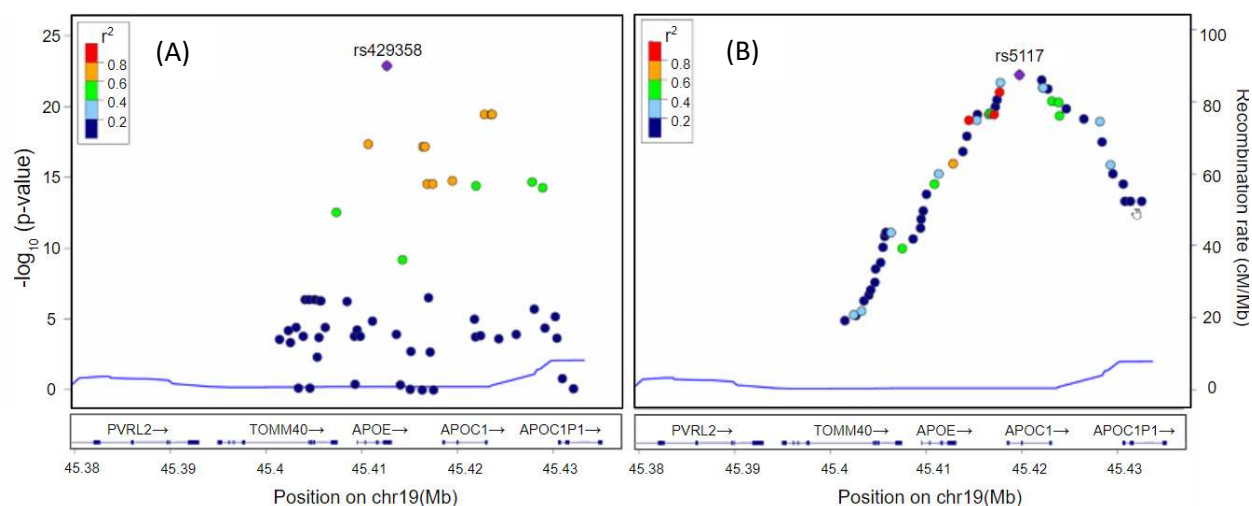 (A)
r²
0.8
0.6
0.4
0.2
rs429358
25
20
15
10
5
0
-log₁₀ (p-value)
PVRL2→
TOMM40→
APOE→
APOC1→
APOC1P1→
45.38
45.39
45.4
45.41
45.42
45.43
Position on chr19(Mb)
(B)
r²
0.8
0.6
0.4
0.2
rs5117
100
80
60
40
20
0
Recombination rate (cM/Mb)
PVRL2→
TOMM40→
APOE→
APOC1→
APOC1P1→
45.38
45.39
45.4
45.41
45.42
45.43
Position on chr19(Mb)